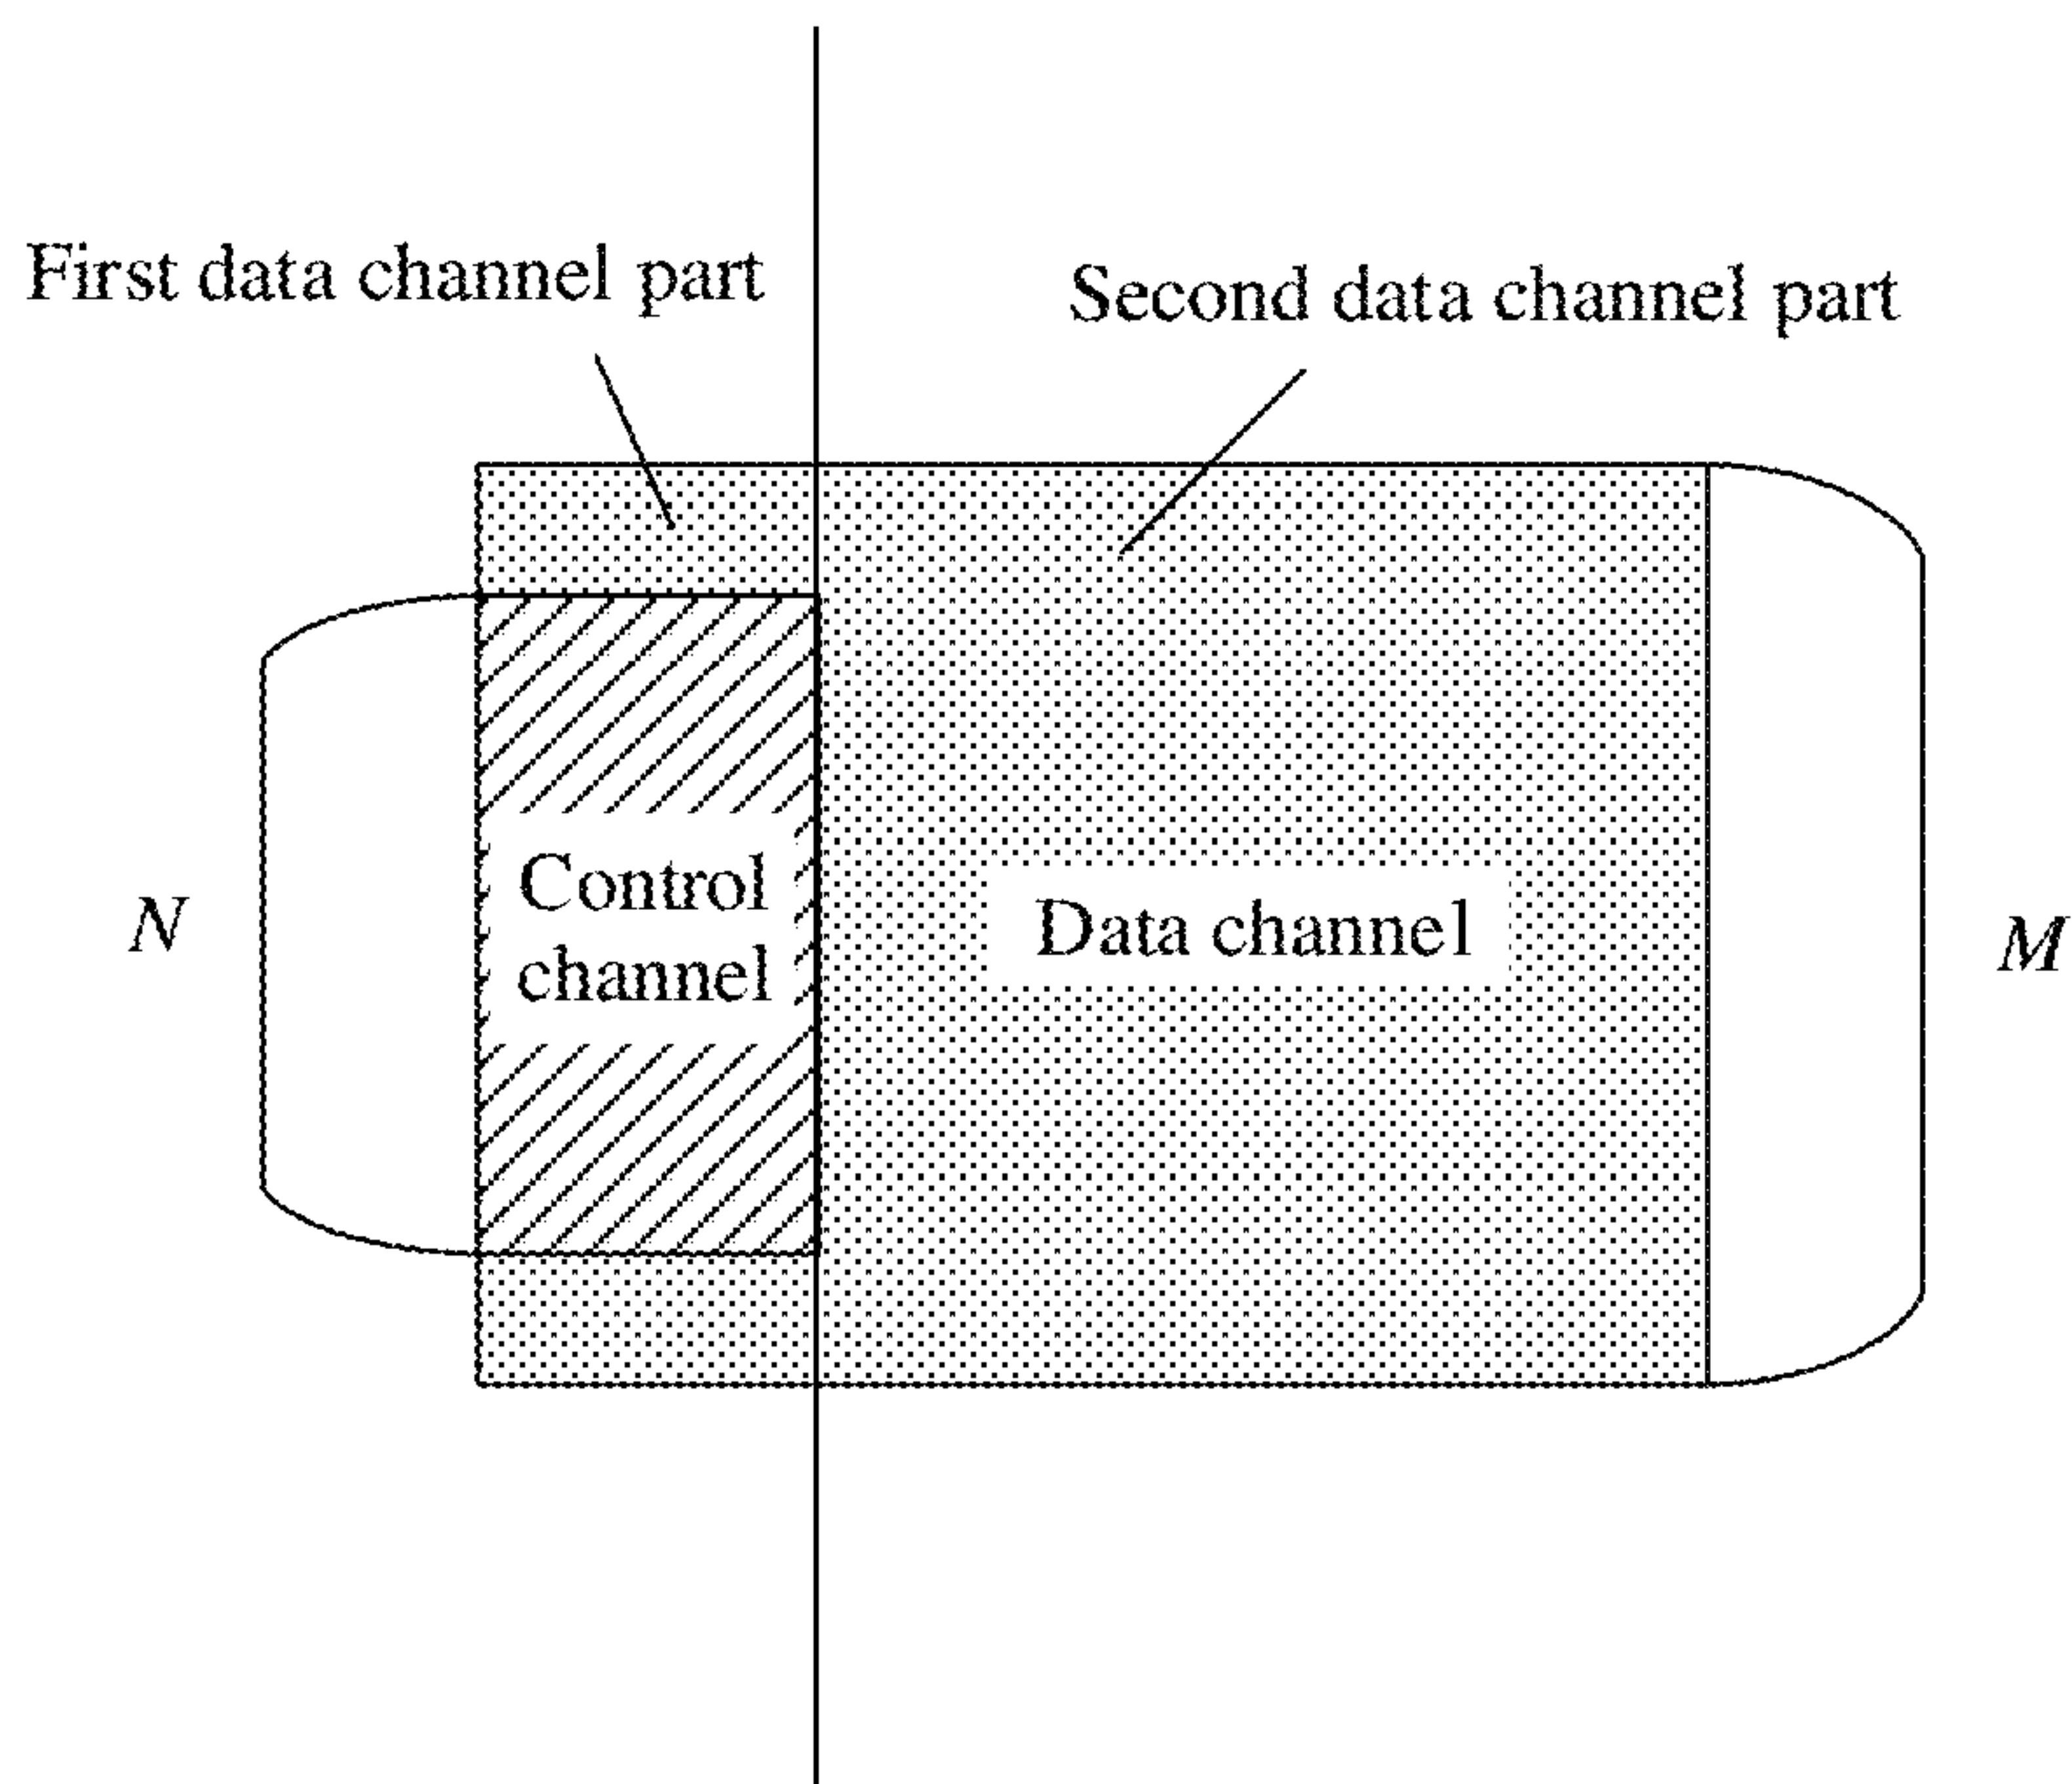 First data channel part
Second data channel part
Control
channel
Data channel
N
M